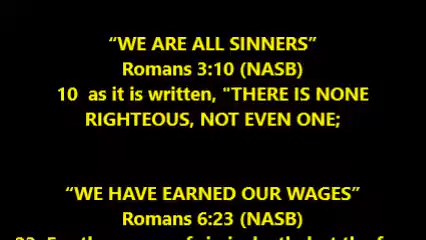 “WE ARE ALL SINNERS”
Romans 3:10 (NASB)
10  as it is written, "THERE IS NONE
RIGHTEOUS, NOT EVEN ONE;
“WE HAVE EARNED OUR WAGES”
Romans 6:23 (NASB)